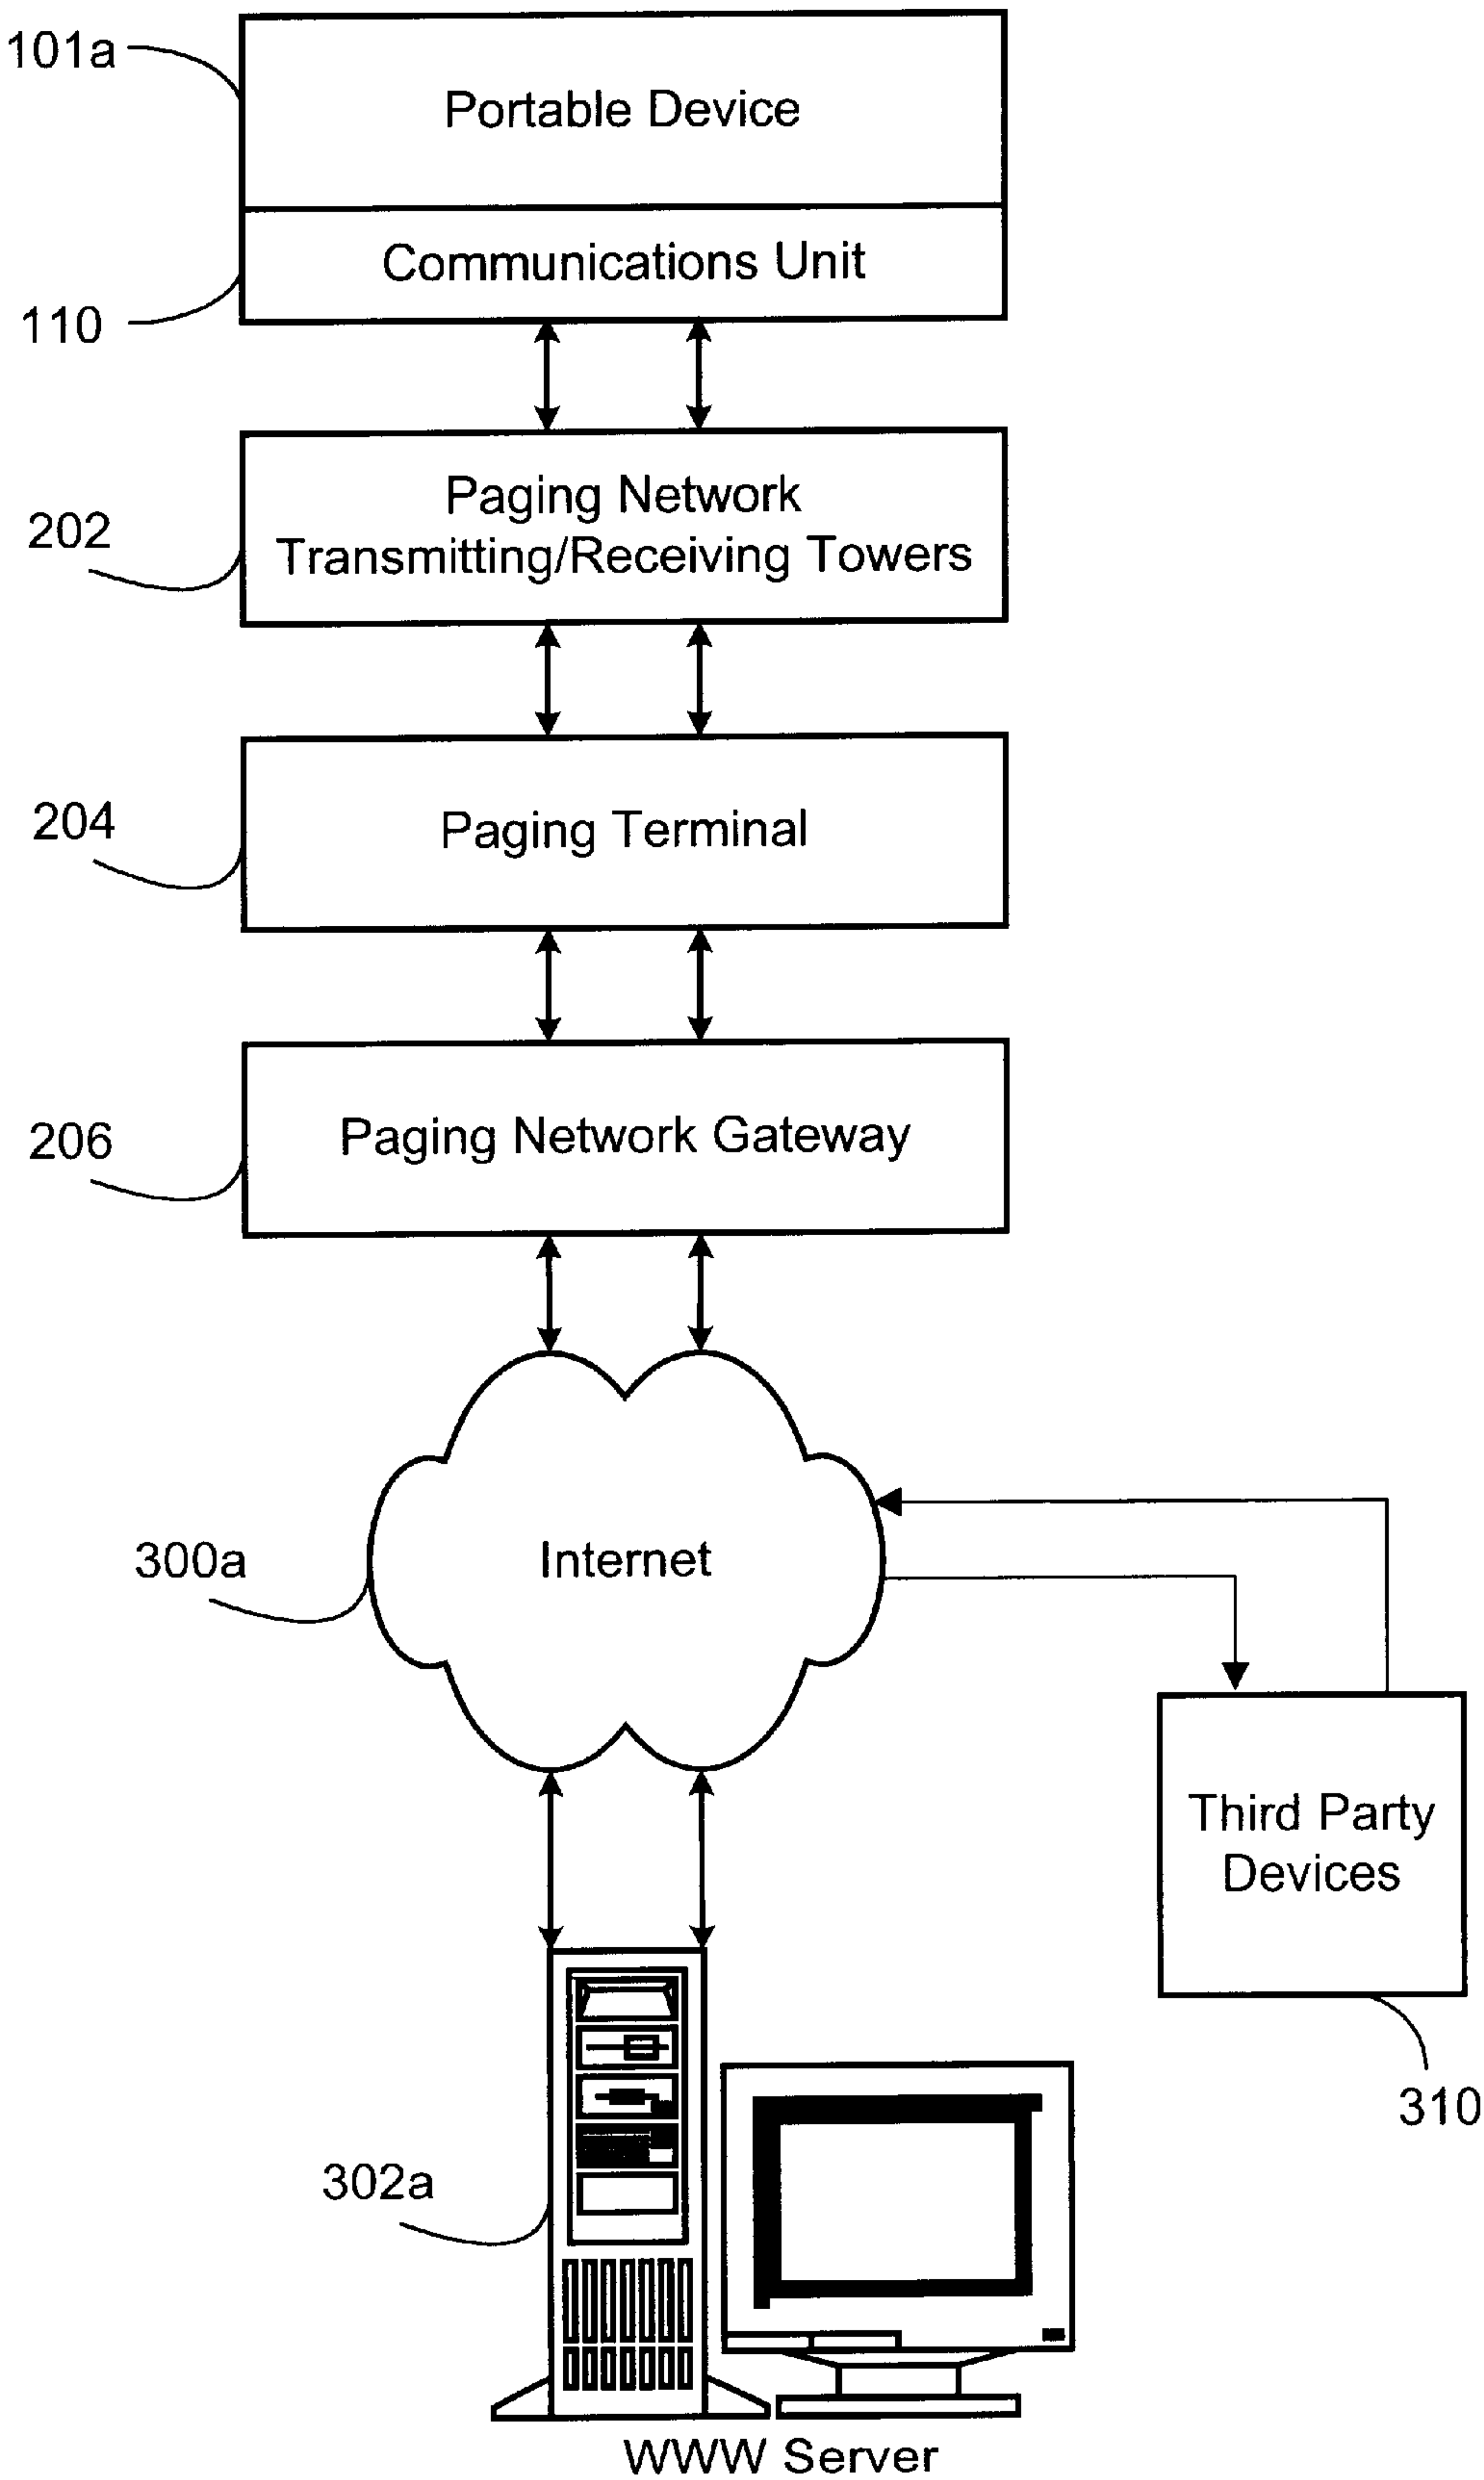 101a
Portable Device
Communications Unit
110
Paging Network
202
Transmitting/Receiving Towers
204
Paging Terminal
206
Paging Network Gateway
300a
Internet
Third Party
Devices
310
302a
WWW Server